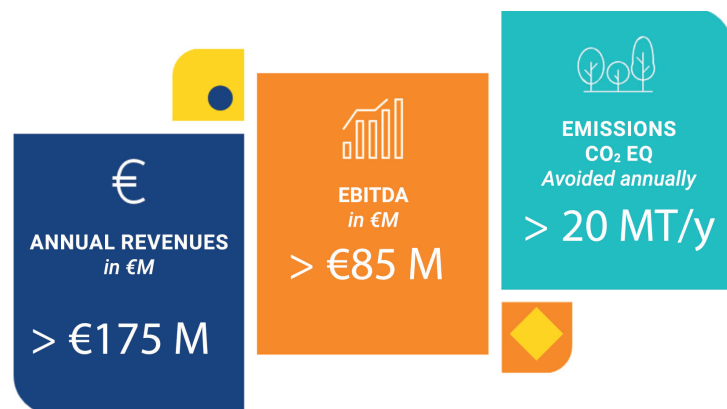 €
ANNUAL REVENUES
in €M
> €175 M
EBITDA
in €M
> €85 M
EMISSIONS
CO₂ EQ
Avoided annually
> 20 MT/y